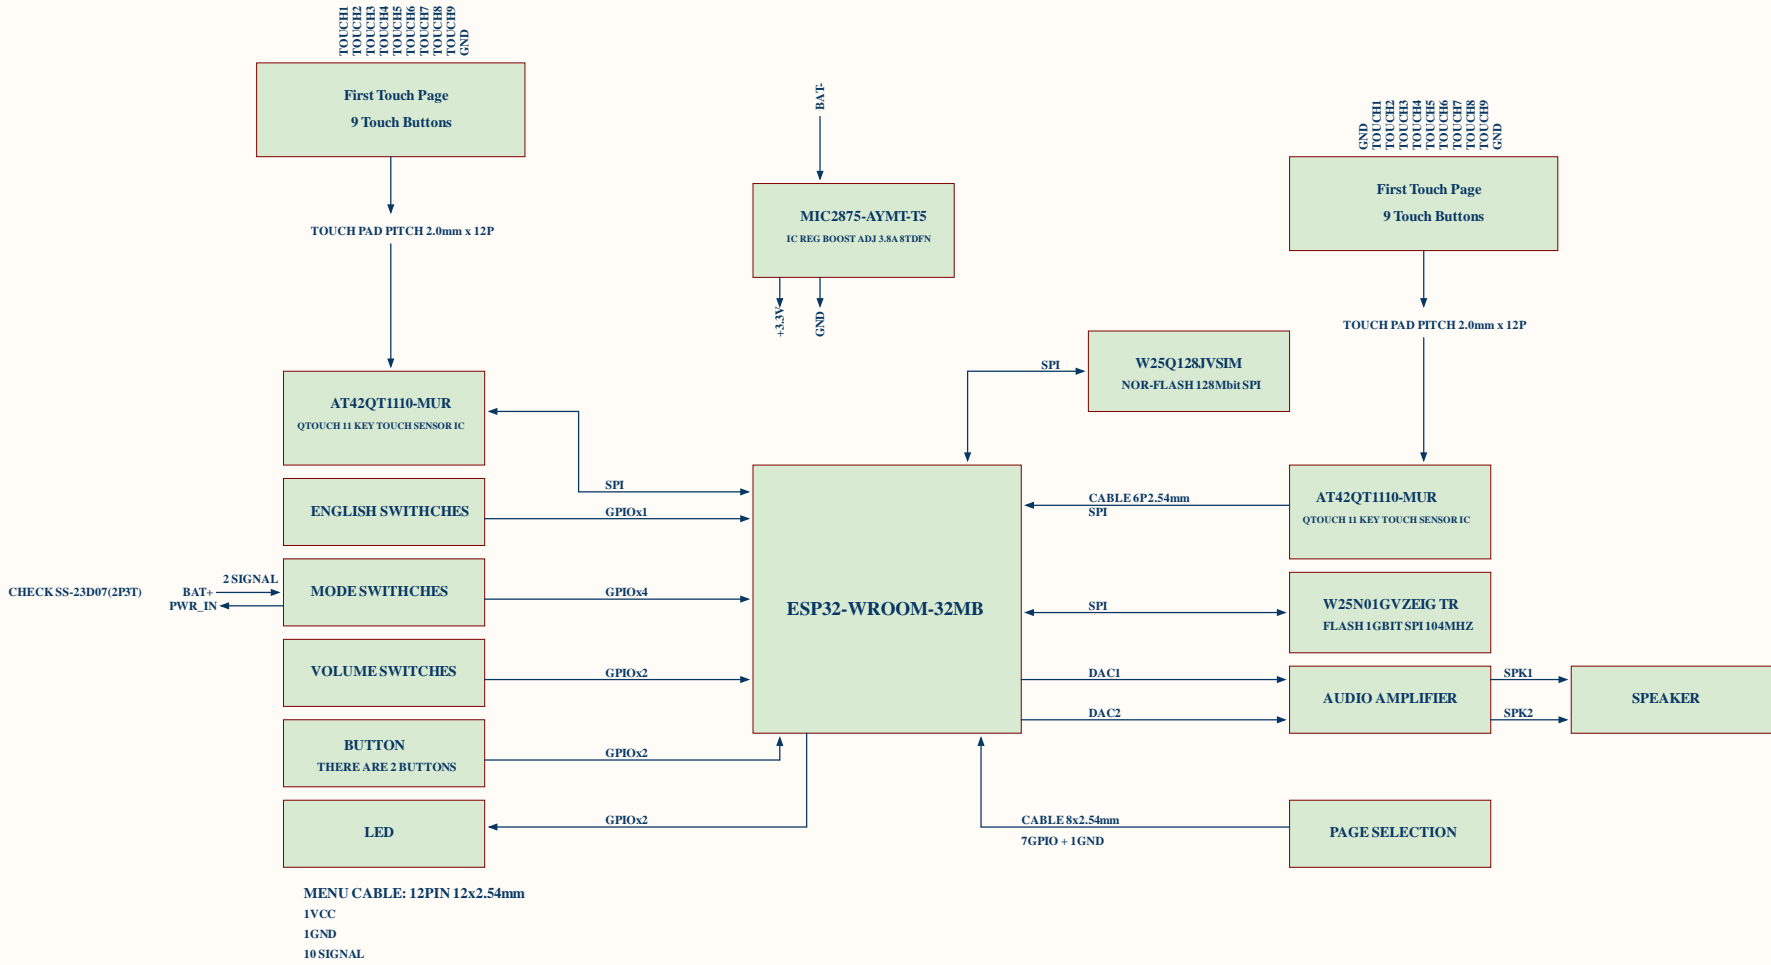 TOUCH1
TOUCH2
TOUCH3
TOUCH4
TOUCH5
TOUCH6
TOUCH7
TOUCH8
TOUCH9
GND
First Touch Page
9 Touch Buttons
TOUCH PAD PITCH 2.0mm x 12P
BAT-
MIC2875-AYMT-T5
IC REG BOOST ADJ 3.8A 8TDFN
+3.3V
GND
GND
TOUCH1
TOUCH2
TOUCH3
TOUCH4
TOUCH5
TOUCH6
TOUCH7
TOUCH8
TOUCH9
GND
First Touch Page
9 Touch Buttons
TOUCH PAD PITCH 2.0mm x 12P
SPI
W25Q128JVSIM
NOR-FLASH 128Mbit SPI
AT42QT1110-MUR
QTOUCH 11 KEY TOUCH SENSOR IC
SPI
ENGLISH SWITHCHES
GPIOx1
CHECK SS-23D07(2P3T)
2 SIGNAL
BAT+
PWR_IN
MODE SWITHCHES
GPIOx4
VOLUME SWITCHES
GPIOx2
BUTTON
THERE ARE 2 BUTTONS
GPIOx2
LED
GPIOx2
ESP32-WROOM-32MB
CABLE 6P2.54mm
SPI
AT42QT1110-MUR
QTOUCH 11 KEY TOUCH SENSOR IC
SPI
W25N01GVZEIG TR
FLASH 1GBIT SPI 104MHZ
DAC1
DAC2
AUDIO AMPLIFIER
SPK1
SPK2
SPEAKER
CABLE 8x2.54mm
7GPIO + 1GND
PAGE SELECTION
MENU CABLE: 12PIN 12x2.54mm
1VCC
1GND
10 SIGNAL